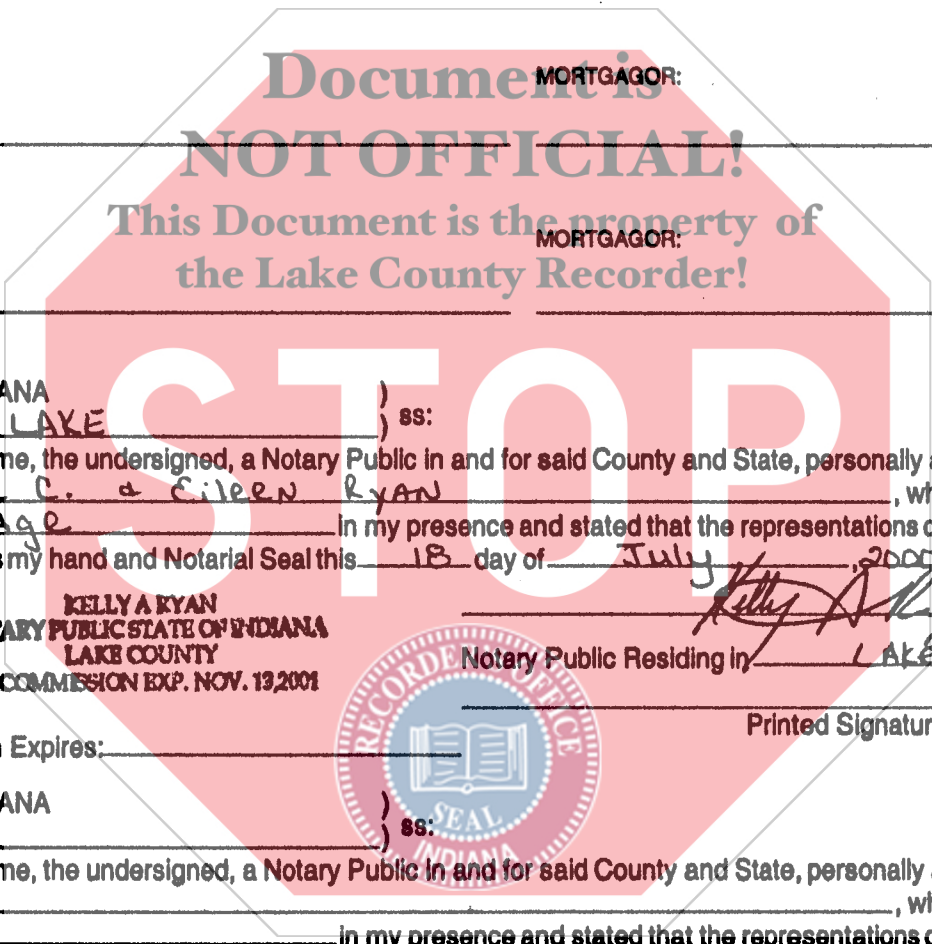 Document is
MORTGAGOR:
NOT OFFICIAL!
This Document is the property of
MORTGAGOR:
the Lake County Recorder!
STOP
ANA )
LAKE ) ss:
me, the undersigned, a Notary Public in and for said County and State, personally a
C. & Eileen Ryan , wh
age in my presence and stated that the representations c
my hand and Notarial Seal this 18 day of July , 2000
KELLY A RYAN
ARY PUBLIC STATE OF INDIANA
LAKE COUNTY
COMMISSION EXP. NOV. 13,2001
Kelly A
Notary Public Residing in LAKE
Printed Signatur
Expires:
RECORDER'S OFFICE
SEAL
INDIANA
ANA )
) ss:
me, the undersigned, a Notary Public in and for said County and State, personally a
, wh
in my presence and stated that the representations c